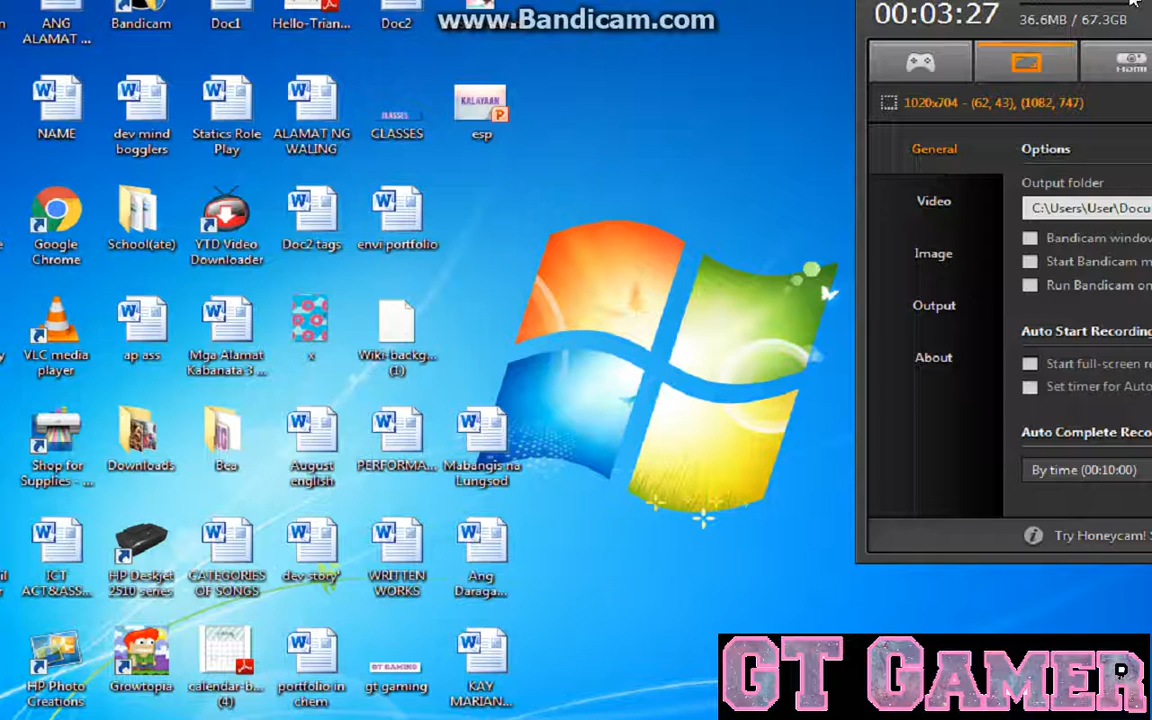 www.Bandicam.com
ANG
ALAMAT ...
Bandicam
Doc1
Hello-Trian...
Doc2
NAME
dev mind
bogglers
Statics Role
Play
ALAMAT NG
WALING
CLASSES
CLASSES
KALAYAAN
esp
Google
Chrome
School(ate)
YTD Video
Downloader
Doc2 tags
envi portfolio
VLC media
player
ap ass
Mga Alamat
Kabanata 3 ...
x
Wiki-backg...
(1)
Shop for
Supplies - ...
Downloads
Bea
August
english
PERFORMA...
Mabangis na
Lungsod
ICT
ACT&ASS...
HP Deskjet
2510 series
CATEGORIES
OF SONGS
dev story'
WRITTEN
WORKS
Ang
Daraga...
HP Photo
Creations
Growtopia
calendar-b...
(4)
portfolio in
chem
GT GAMING
gt gaming
KAY
MARIAN...
00:03:27
36.6MB / 67.3GB
HDMI
1020x704 - (62, 43), (1082, 747)
General
Video
Image
Output
About
Options
Output folder
C:\Users\User\Docu
Bandicam window
Start Bandicam m
Run Bandicam on
Auto Start Recording
Start full-screen re
Set timer for Auto
Auto Complete Reco
By time (00:10:00)
Try Honeycam! S
GT GAMER